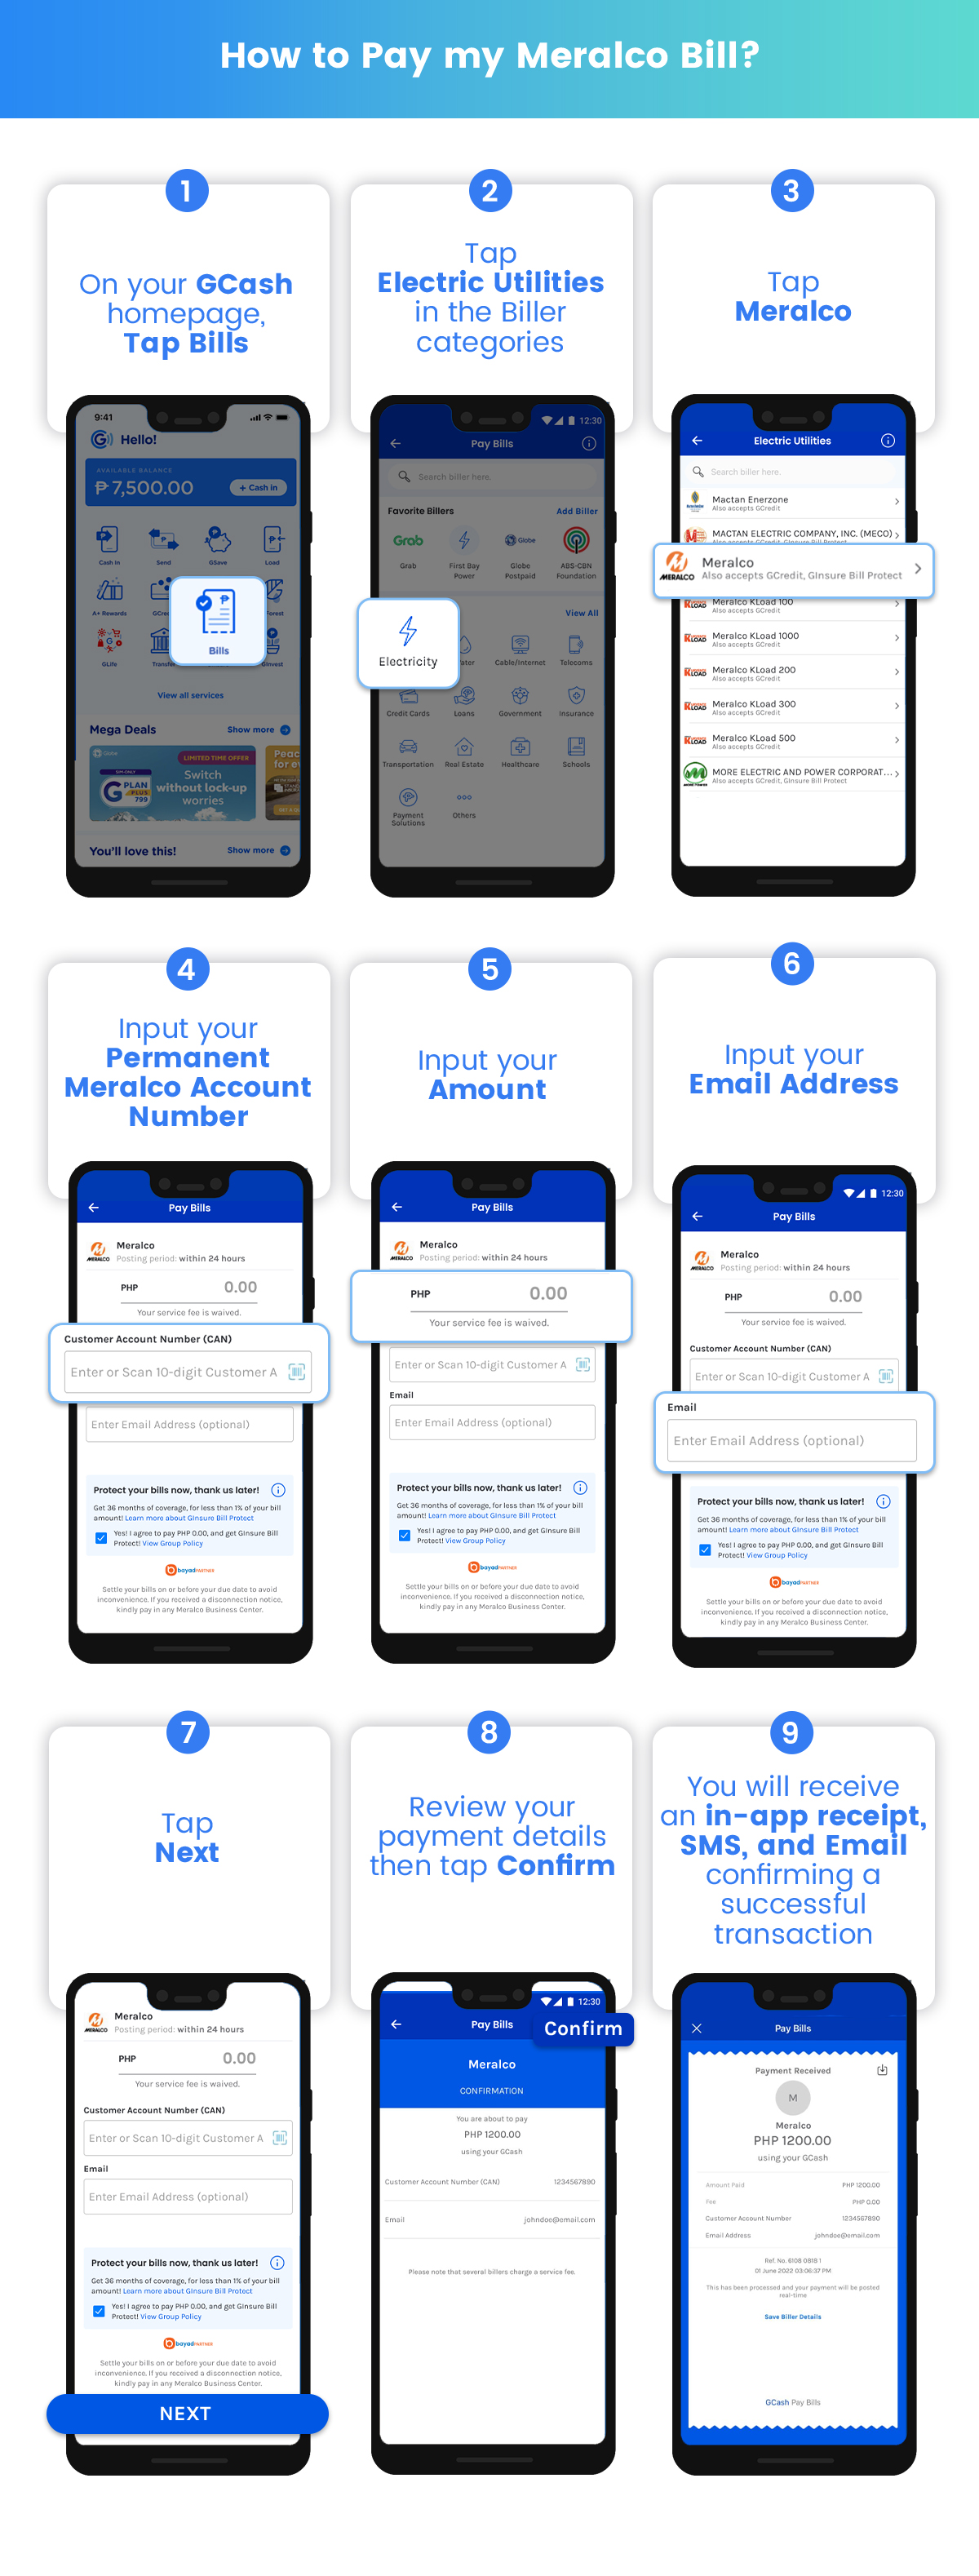 How to Pay my Meralco Bill?
1
On your GCash
homepage,
Tap Bills
9:41
Hello!
AVAILABLE BALANCE
₱ 7,500.00
+ Cash in
Cash In
Send
GSave
Load
A+ Rewards
Bills
GLife
GInvest
View all services
Mega Deals
Show more
Globe
LIMITED TIME OFFER
GPLAN
PLUS
799
Switch
without lock-up
worries
You'll love this!
Show more
2
Tap
Electric Utilities
in the Biller
categories
12:30
Pay Bills
Search biller here.
Favorite Billers
Add Biller
Grab
Globe
Grab
First Bay
Power
Globe
Postpaid
ABS-CBN
Foundation
View All
Electricity
Cable/Internet
Telecoms
Credit Cards
Loans
Government
Insurance
Transportation
Real Estate
Healthcare
Schools
Payment
Solutions
Others
3
Tap
Meralco
Electric Utilities
Search biller here.
Mactan Enerzone
Also accepts GCredit
MACTAN ELECTRIC COMPANY, INC. (MECO)
Also accepts GCredit, GInsure Bill Protect
MERALCO
Meralco
Also accepts GCredit, GInsure Bill Protect
KLOAD
Meralco KLoad 100
Also accepts GCredit
KLOAD
Meralco KLoad 1000
Also accepts GCredit
KLOAD
Meralco KLoad 200
Also accepts GCredit
KLOAD
Meralco KLoad 300
Also accepts GCredit
KLOAD
Meralco KLoad 500
Also accepts GCredit
MORE ELECTRIC AND POWER CORPORAT...
Also accepts GCredit, GInsure Bill Protect
4
Input your
Permanent
Meralco Account
Number
Pay Bills
MERALCO
Meralco
Posting period: within 24 hours
PHP 0.00
Your service fee is waived.
Customer Account Number (CAN)
Enter or Scan 10-digit Customer A
Enter Email Address (optional)
Protect your bills now, thank us later!
Get 36 months of coverage, for less than 1% of your bill
amount! Learn more about GInsure Bill Protect
Yes! I agree to pay PHP 0.00, and get GInsure Bill
Protect! View Group Policy
bayad PARTNER
Settle your bills on or before your due date to avoid
inconvenience. If you received a disconnection notice,
kindly pay in any Meralco Business Center.
5
Input your
Amount
Pay Bills
MERALCO
Meralco
Posting period: within 24 hours
PHP 0.00
Your service fee is waived.
Enter or Scan 10-digit Customer A
Email
Enter Email Address (optional)
Protect your bills now, thank us later!
Get 36 months of coverage, for less than 1% of your bill
amount! Learn more about GInsure Bill Protect
Yes! I agree to pay PHP 0.00, and get GInsure Bill
Protect! View Group Policy
bayad PARTNER
Settle your bills on or before your due date to avoid
inconvenience. If you received a disconnection notice,
kindly pay in any Meralco Business Center.
6
Input your
Email Address
12:30
Pay Bills
MERALCO
Meralco
Posting period: within 24 hours
PHP 0.00
Your service fee is waived.
Customer Account Number (CAN)
Enter or Scan 10-digit Customer A
Email
Enter Email Address (optional)
Protect your bills now, thank us later!
Get 36 months of coverage, for less than 1% of your bill
amount! Learn more about GInsure Bill Protect
Yes! I agree to pay PHP 0.00, and get GInsure Bill
Protect! View Group Policy
bayad PARTNER
Settle your bills on or before your due date to avoid
inconvenience. If you received a disconnection notice,
kindly pay in any Meralco Business Center.
7
Tap
Next
MERALCO
Meralco
Posting period: within 24 hours
PHP 0.00
Your service fee is waived.
Customer Account Number (CAN)
Enter or Scan 10-digit Customer A
Email
Enter Email Address (optional)
Protect your bills now, thank us later!
Get 36 months of coverage, for less than 1% of your bill
amount! Learn more about GInsure Bill Protect
Yes! I agree to pay PHP 0.00, and get GInsure Bill
Protect! View Group Policy
bayad PARTNER
Settle your bills on or before your due date to avoid
inconvenience. If you received a disconnection notice,
kindly pay in any Meralco Business Center.
NEXT
8
Review your
payment details
then tap Confirm
12:30
Pay Bills
Confirm
Meralco
CONFIRMATION
You are about to pay
PHP 1200.00
using your GCash
Customer Account Number (CAN) 1234567890
Email johndoe@email.com
Please note that several billers charge a service fee.
9
You will receive
an in-app receipt,
SMS, and Email
confirming a
successful
transaction
Pay Bills
Payment Received
M
Meralco
PHP 1200.00
using your GCash
Amount Paid PHP 1200.00
Fee PHP 0.00
Customer Account Number 1234567890
Email Address johndoe@email.com
Ref. No. 6108 0818 1
01 June 2022 03:06:37 PM
This has been processed and your payment will be posted
real-time
Save Biller Details
GCash Pay Bills